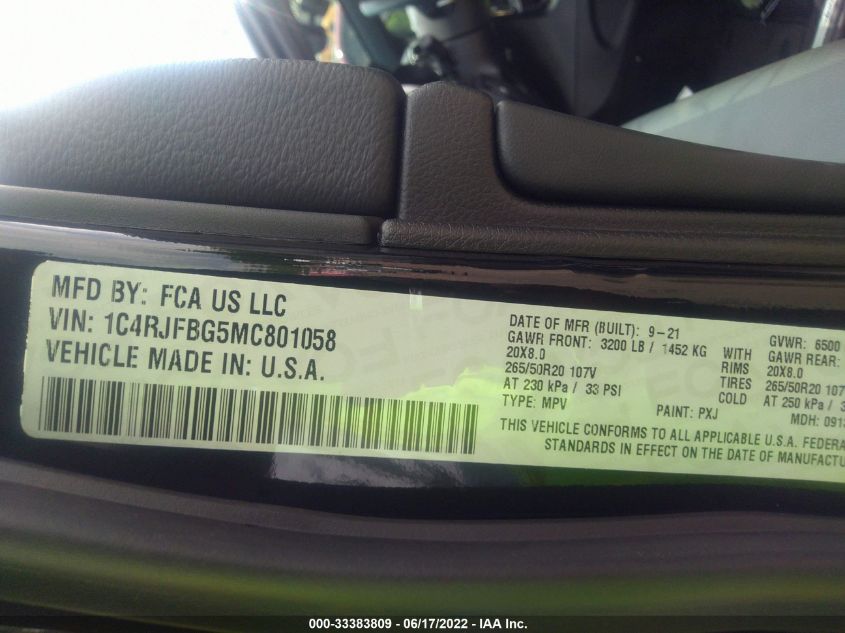 MFD BY: FCA US LLC
VIN: 1C4RJFBG5MC801058
VEHICLE MADE IN: U.S.A.
DATE OF MFR (BUILT): 9-21
GAWR FRONT: 3200 LB / 1452 KG WITH GAWR REAR:
20X8.0 RIMS 20X8.0
265/50R20 107V TIRES 265/50R20 107
AT 230 kPa / 33 PSI COLD AT 250 kPa /
TYPE: MPV PAINT: PXJ MDH: 091
GVWR: 6500
THIS VEHICLE CONFORMS TO ALL APPLICABLE U.S.A. FEDERA
STANDARDS IN EFFECT ON THE DATE OF MANUFACTU
000-33383809 - 06/17/2022 - IAA Inc.